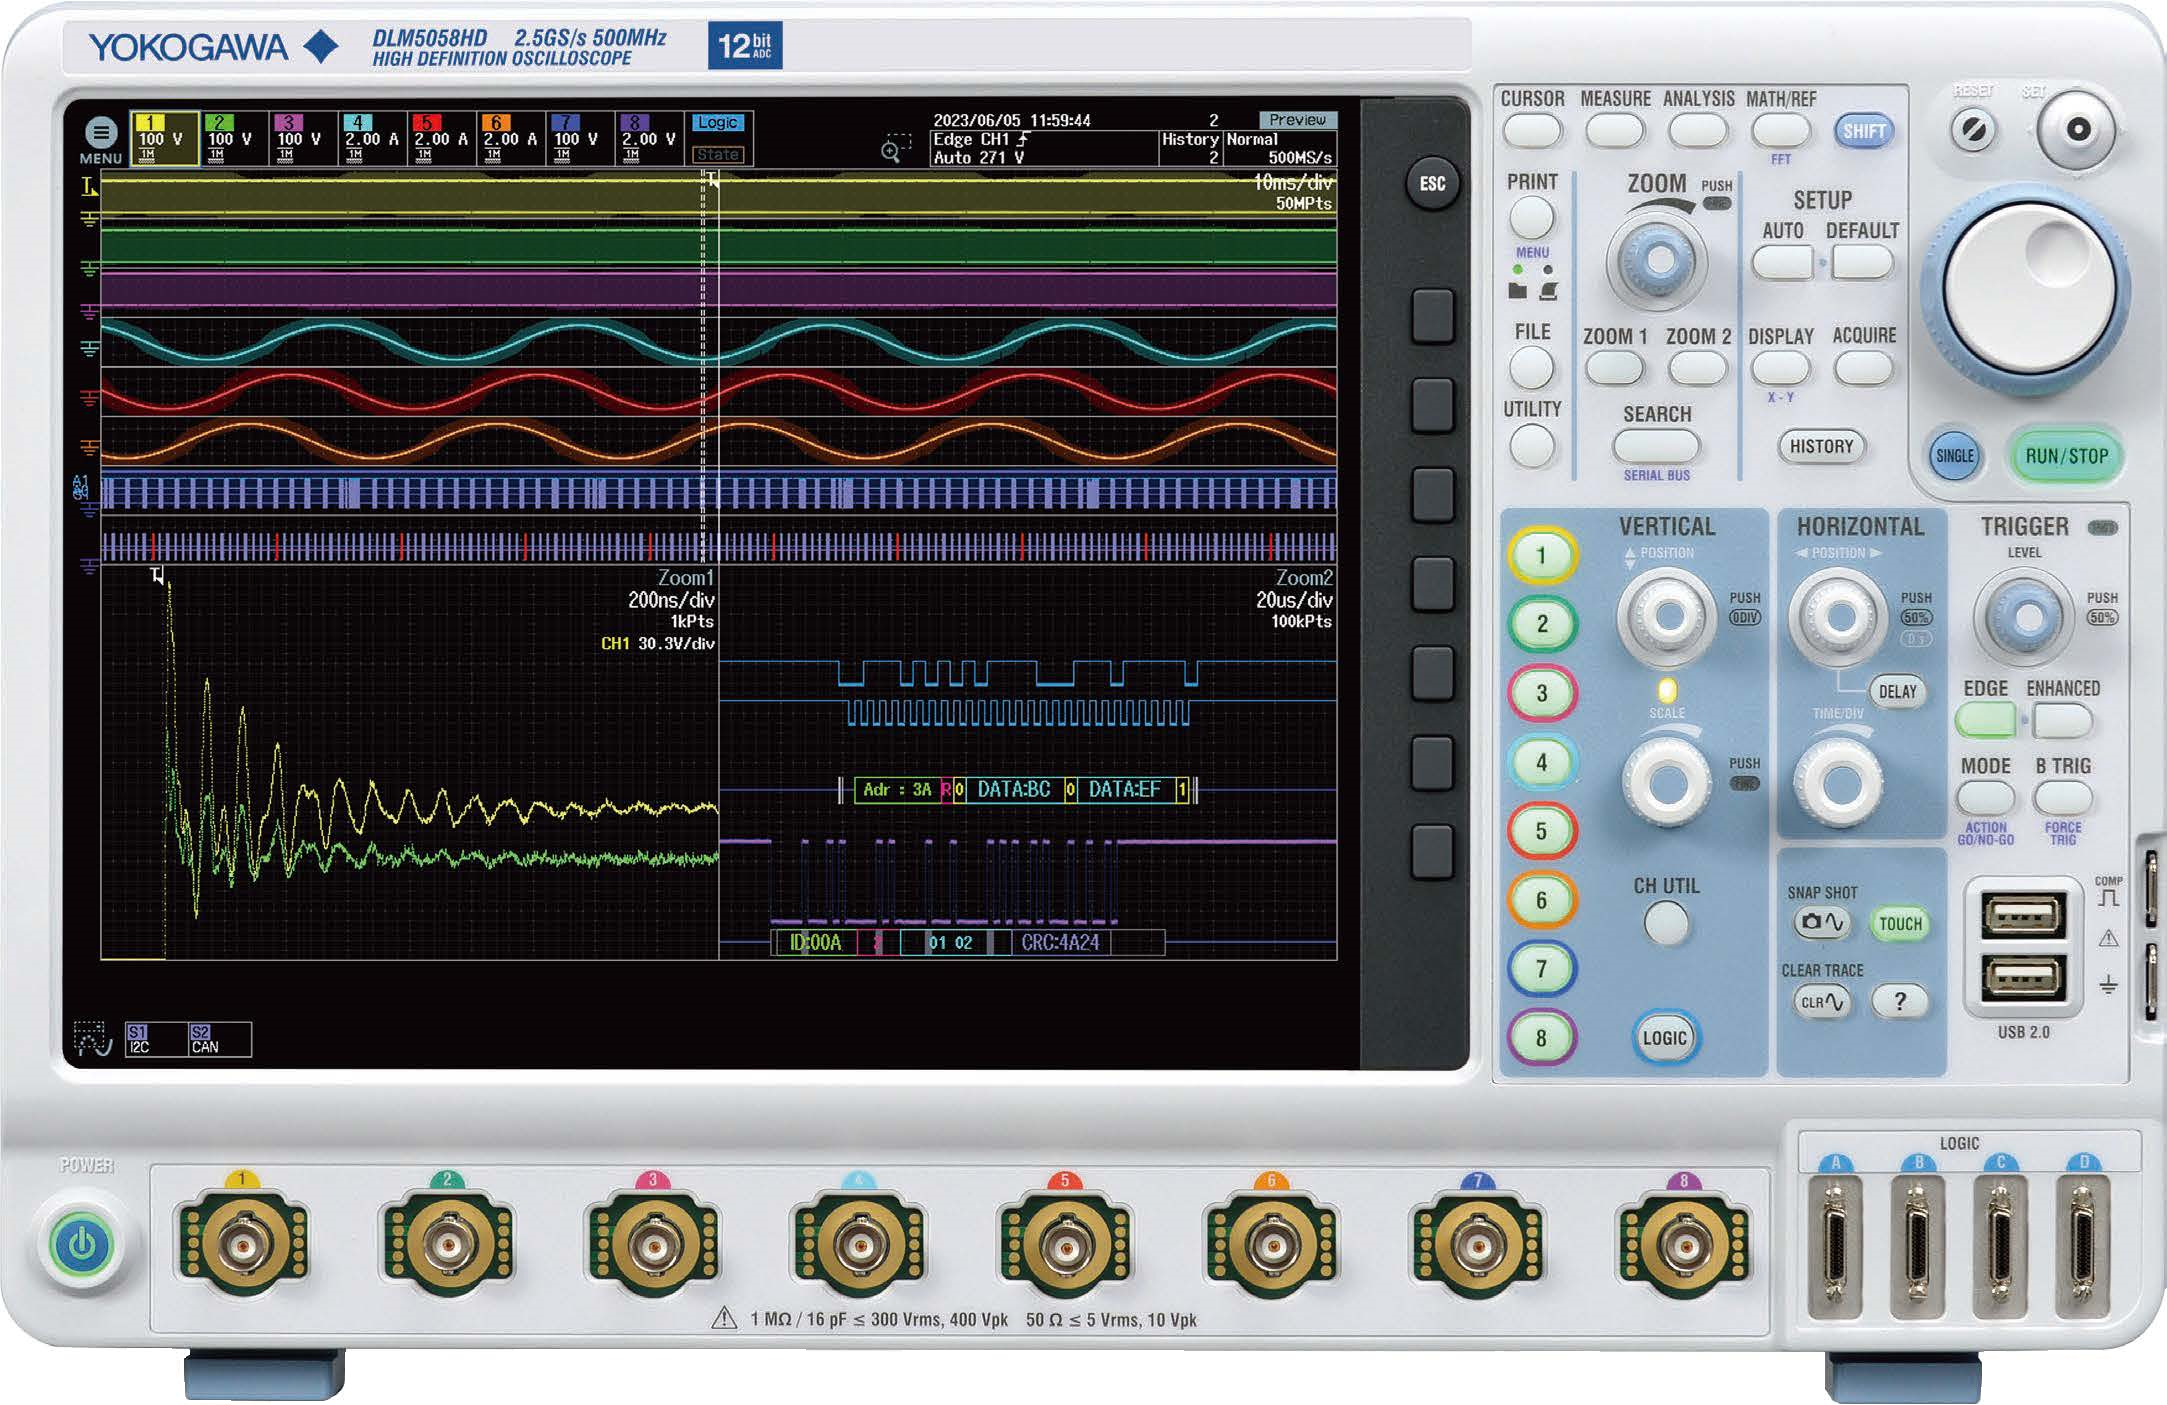 YOKOGAWA
DLM5058HD 2.5GS/s 500MHz
HIGH DEFINITION OSCILLOSCOPE
12 bit ADC
MENU
1 100 V 1M
2 100 V 1M
3 100 V 1M
4 2.00 A 1M
5 2.00 A 1M
6 2.00 A 1M
7 100 V 1M
8 2.00 V 1M
Logic
State
2023/06/05 11:59:44 2 Preview
Edge CH1
Auto 271 V
History 2
Normal
500MS/s
T
T
10ms/div
50MPts
A1
T
Zoom1
200ns/div
1kPts
CH1 30.3V/div
Zoom2
20us/div
100kPts
Adr : 3A R 0 DATA:BC 0 DATA:EF 1
ID:00A 2 01 02 CRC:4A24
S1 I2C
S2 CAN
ESC
CURSOR MEASURE ANALYSIS MATH/REF SHIFT
FFT
RESET SET
PRINT
MENU
ZOOM PUSH FINE
SETUP
AUTO DEFAULT
FILE
ZOOM 1 ZOOM 2
DISPLAY ACQUIRE
X - Y
UTILITY
SEARCH
SERIAL BUS
HISTORY
SINGLE
RUN/STOP
VERTICAL
POSITION
PUSH 0DIV
SCALE
PUSH FINE
HORIZONTAL
POSITION
PUSH 50%
DELAY
TIME/DIV
TRIGGER
LEVEL
PUSH 50%
EDGE ENHANCED
MODE B TRIG
ACTION GO/NO-GO
FORCE TRIG
1
2
3
4
5
6
7
8
CH UTIL
LOGIC
SNAP SHOT
TOUCH
CLEAR TRACE
CLR
?
COMP
USB 2.0
POWER
1 2 3 4 5 6 7 8
1 MΩ / 16 pF ≤ 300 Vrms, 400 Vpk 50 Ω ≤ 5 Vrms, 10 Vpk
LOGIC
A B C D